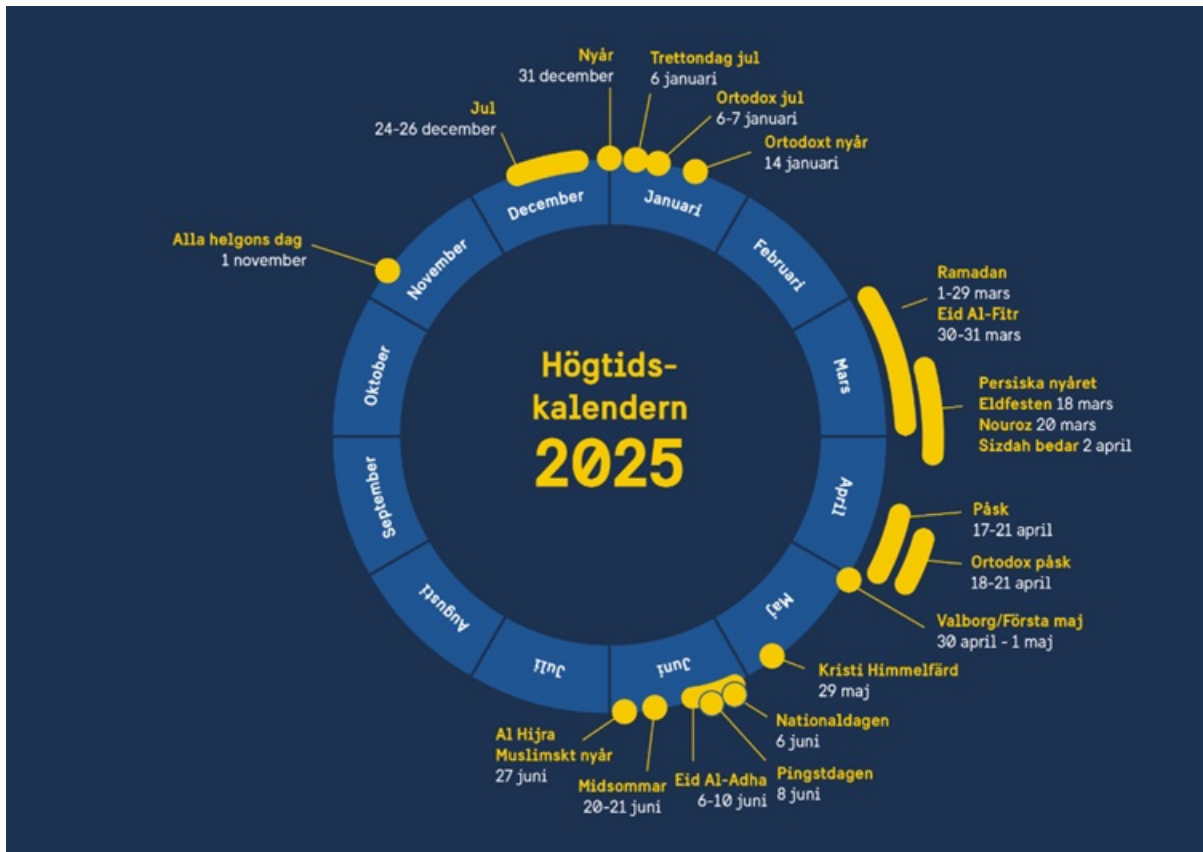 Nyår
31 december
Trettondag jul
6 januari
Ortodox jul
6-7 januari
Ortodoxt nyår
14 januari
Jul
24-26 december
Alla helgons dag
1 november
Januari
Februari
Mars
April
Maj
Juni
Juli
Augusti
September
Oktober
November
December
Högtids-
kalendern
2025
Ramadan
1-29 mars
Eid Al-Fitr
30-31 mars
Persiska nyåret
Eldfesten 18 mars
Nouroz 20 mars
Sizdah bedar 2 april
Påsk
17-21 april
Ortodox påsk
18-21 april
Valborg/Första maj
30 april - 1 maj
Kristi Himmelfärd
29 maj
Nationaldagen
6 juni
Pingstdagen
8 juni
Eid Al-Adha
6-10 juni
Midsommar
20-21 juni
Al Hijra
Muslimskt nyår
27 juni